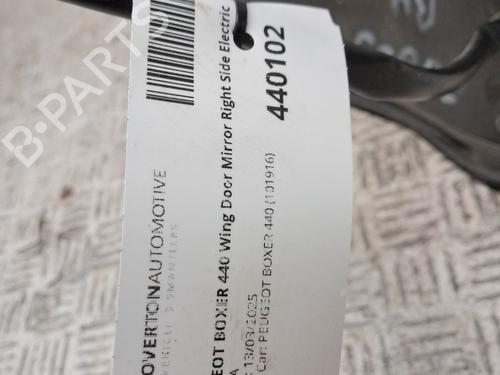 OVERTONAUTOMOTIVE
EOT BOXER 440 Wing Door Mirror Right Side Electric
: 13/03/2025
Car: PEUGEOT BOXER 440 (101916)
440102
B-PARTS